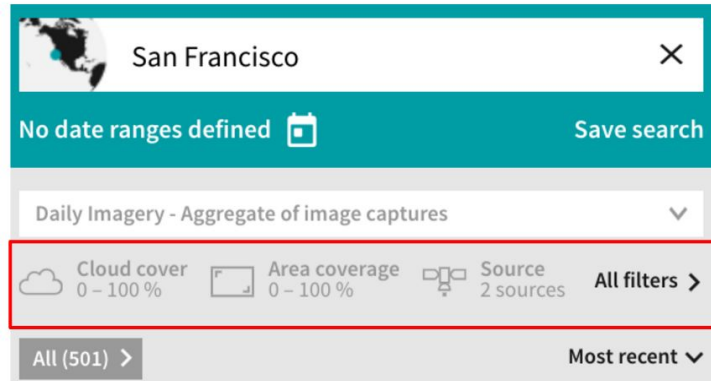 San Francisco
No date ranges defined Save search
Daily Imagery - Aggregate of image captures
Cloud cover Area coverage Source
0 – 100 % 0 – 100 % 2 sources All filters
All (501) Most recent